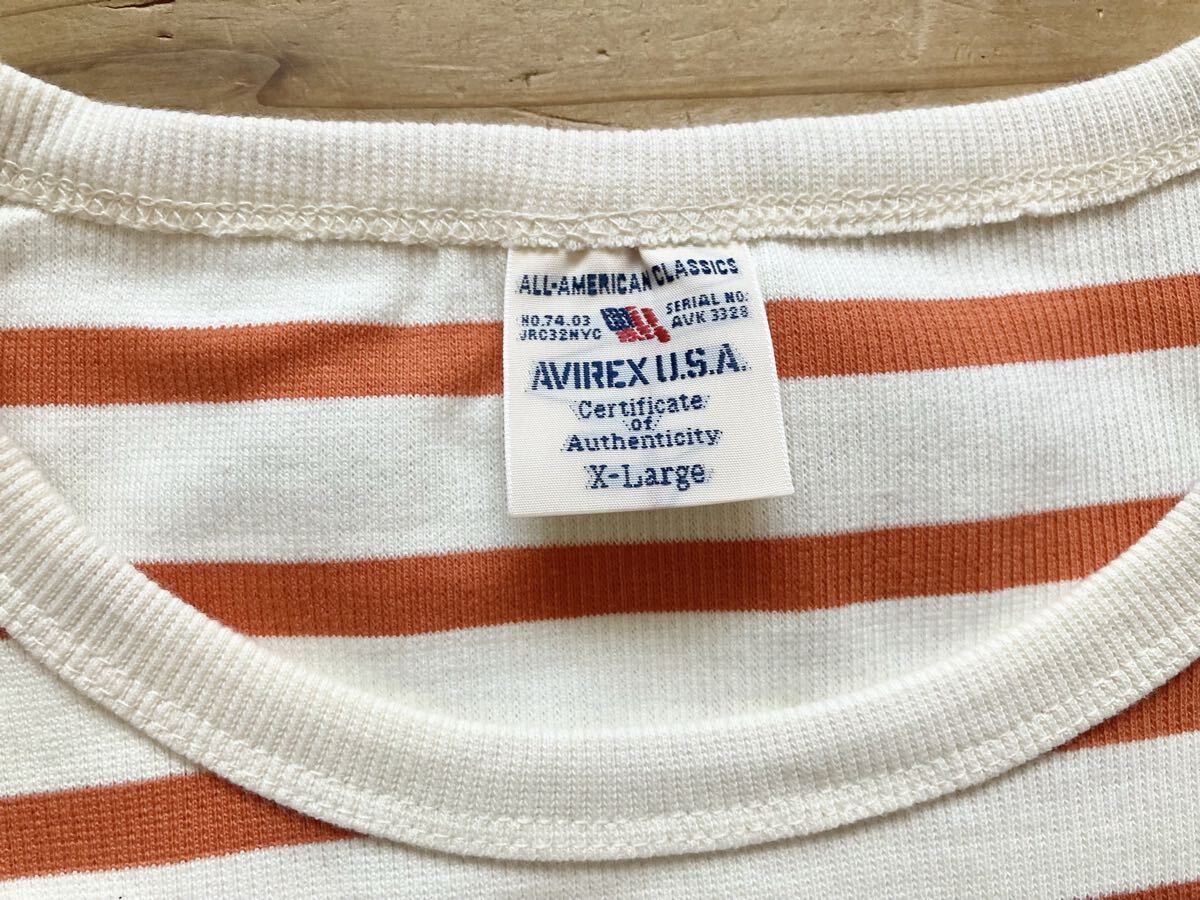 ALL-AMERICAN CLASSICS
NO.74.03
JRC32NYC
SERIAL NO:
AVK 3328
AVIREX U.S.A.
Certificate
of
Authenticity
X-Large